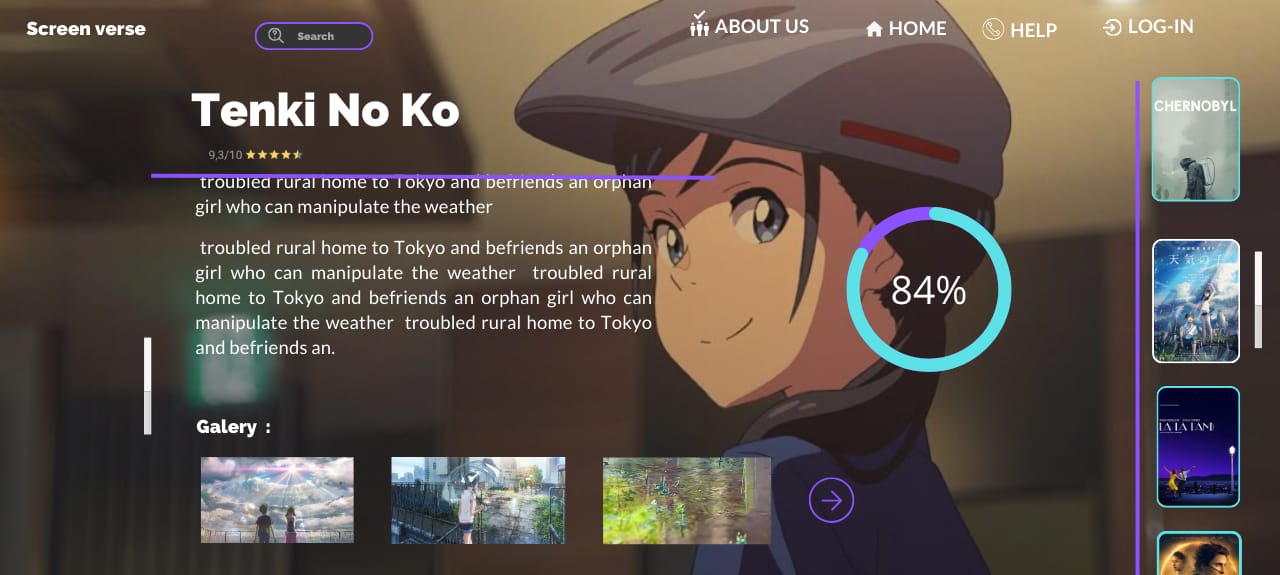 Screen verse
Search
ABOUT US
HOME
HELP
LOG-IN
Tenki No Ko
9,3/10
troubled rural home to Tokyo and befriends an orphan
girl who can manipulate the weather
troubled rural home to Tokyo and befriends an orphan
girl who can manipulate the weather troubled rural
home to Tokyo and befriends an orphan girl who can
manipulate the weather troubled rural home to Tokyo
and befriends an.
84%
Galery :
CHERNOBYL
天気の子
LA LA LAND